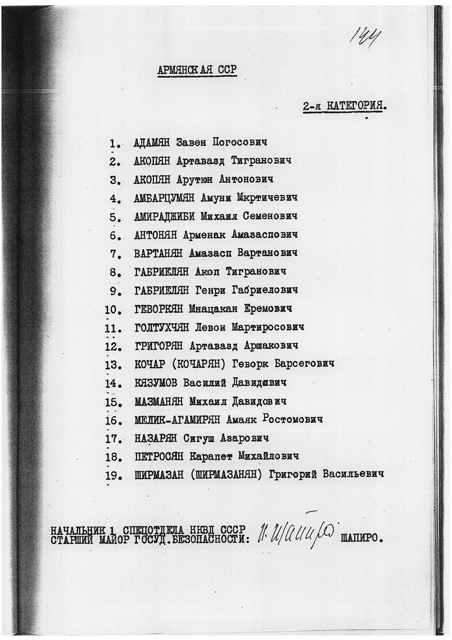 144
АРМЯНСКАЯ ССР
2-я КАТЕГОРИЯ.
1. АДАМЯН Завен Погосович
2. АКОПЯН Артавазд Тигранович
3. АКОПЯН Арутюн Антонович
4. АМБАРЦУМЯН Амуни Мкртичевич
5. АМИРАДЖИБИ Михаил Семенович
6. АНТОНЯН Арменак Амазаспович
7. ВАРТАНЯН Амазасп Вартанович
8. ГАБРИЕЛЯН Акоп Тигранович
9. ГАБРИЕЛЯН Генри Габриелович
10. ГЕВОРКЯН Мнацакан Еремович
11. ГОЛТУХЧЯН Левон Мартиросович
12. ГРИГОРЯН Артавазд Аршакович
13. КОЧАР (КОЧАРЯН) Геворк Барсегович
14. КЯЗУМОВ Василий Давидович
15. МАЗМАНЯН Михаил Давидович
16. МЕЛИК-АГАМИРЯН Амаяк Ростомович
17. НАЗАРЯН Сигуш Азарович
18. ПЕТРОСЯН Карапет Михайлович
19. ШИРМАЗАН (ШИРМАЗАНЯН) Григорий Васильевич
НАЧАЛЬНИК 1 СПЕЦОТДЕЛА НКВД СССР
СТАРШИЙ МАЙОР ГОСУД.БЕЗОПАСНОСТИ: И. Шапиро ШАПИРО.